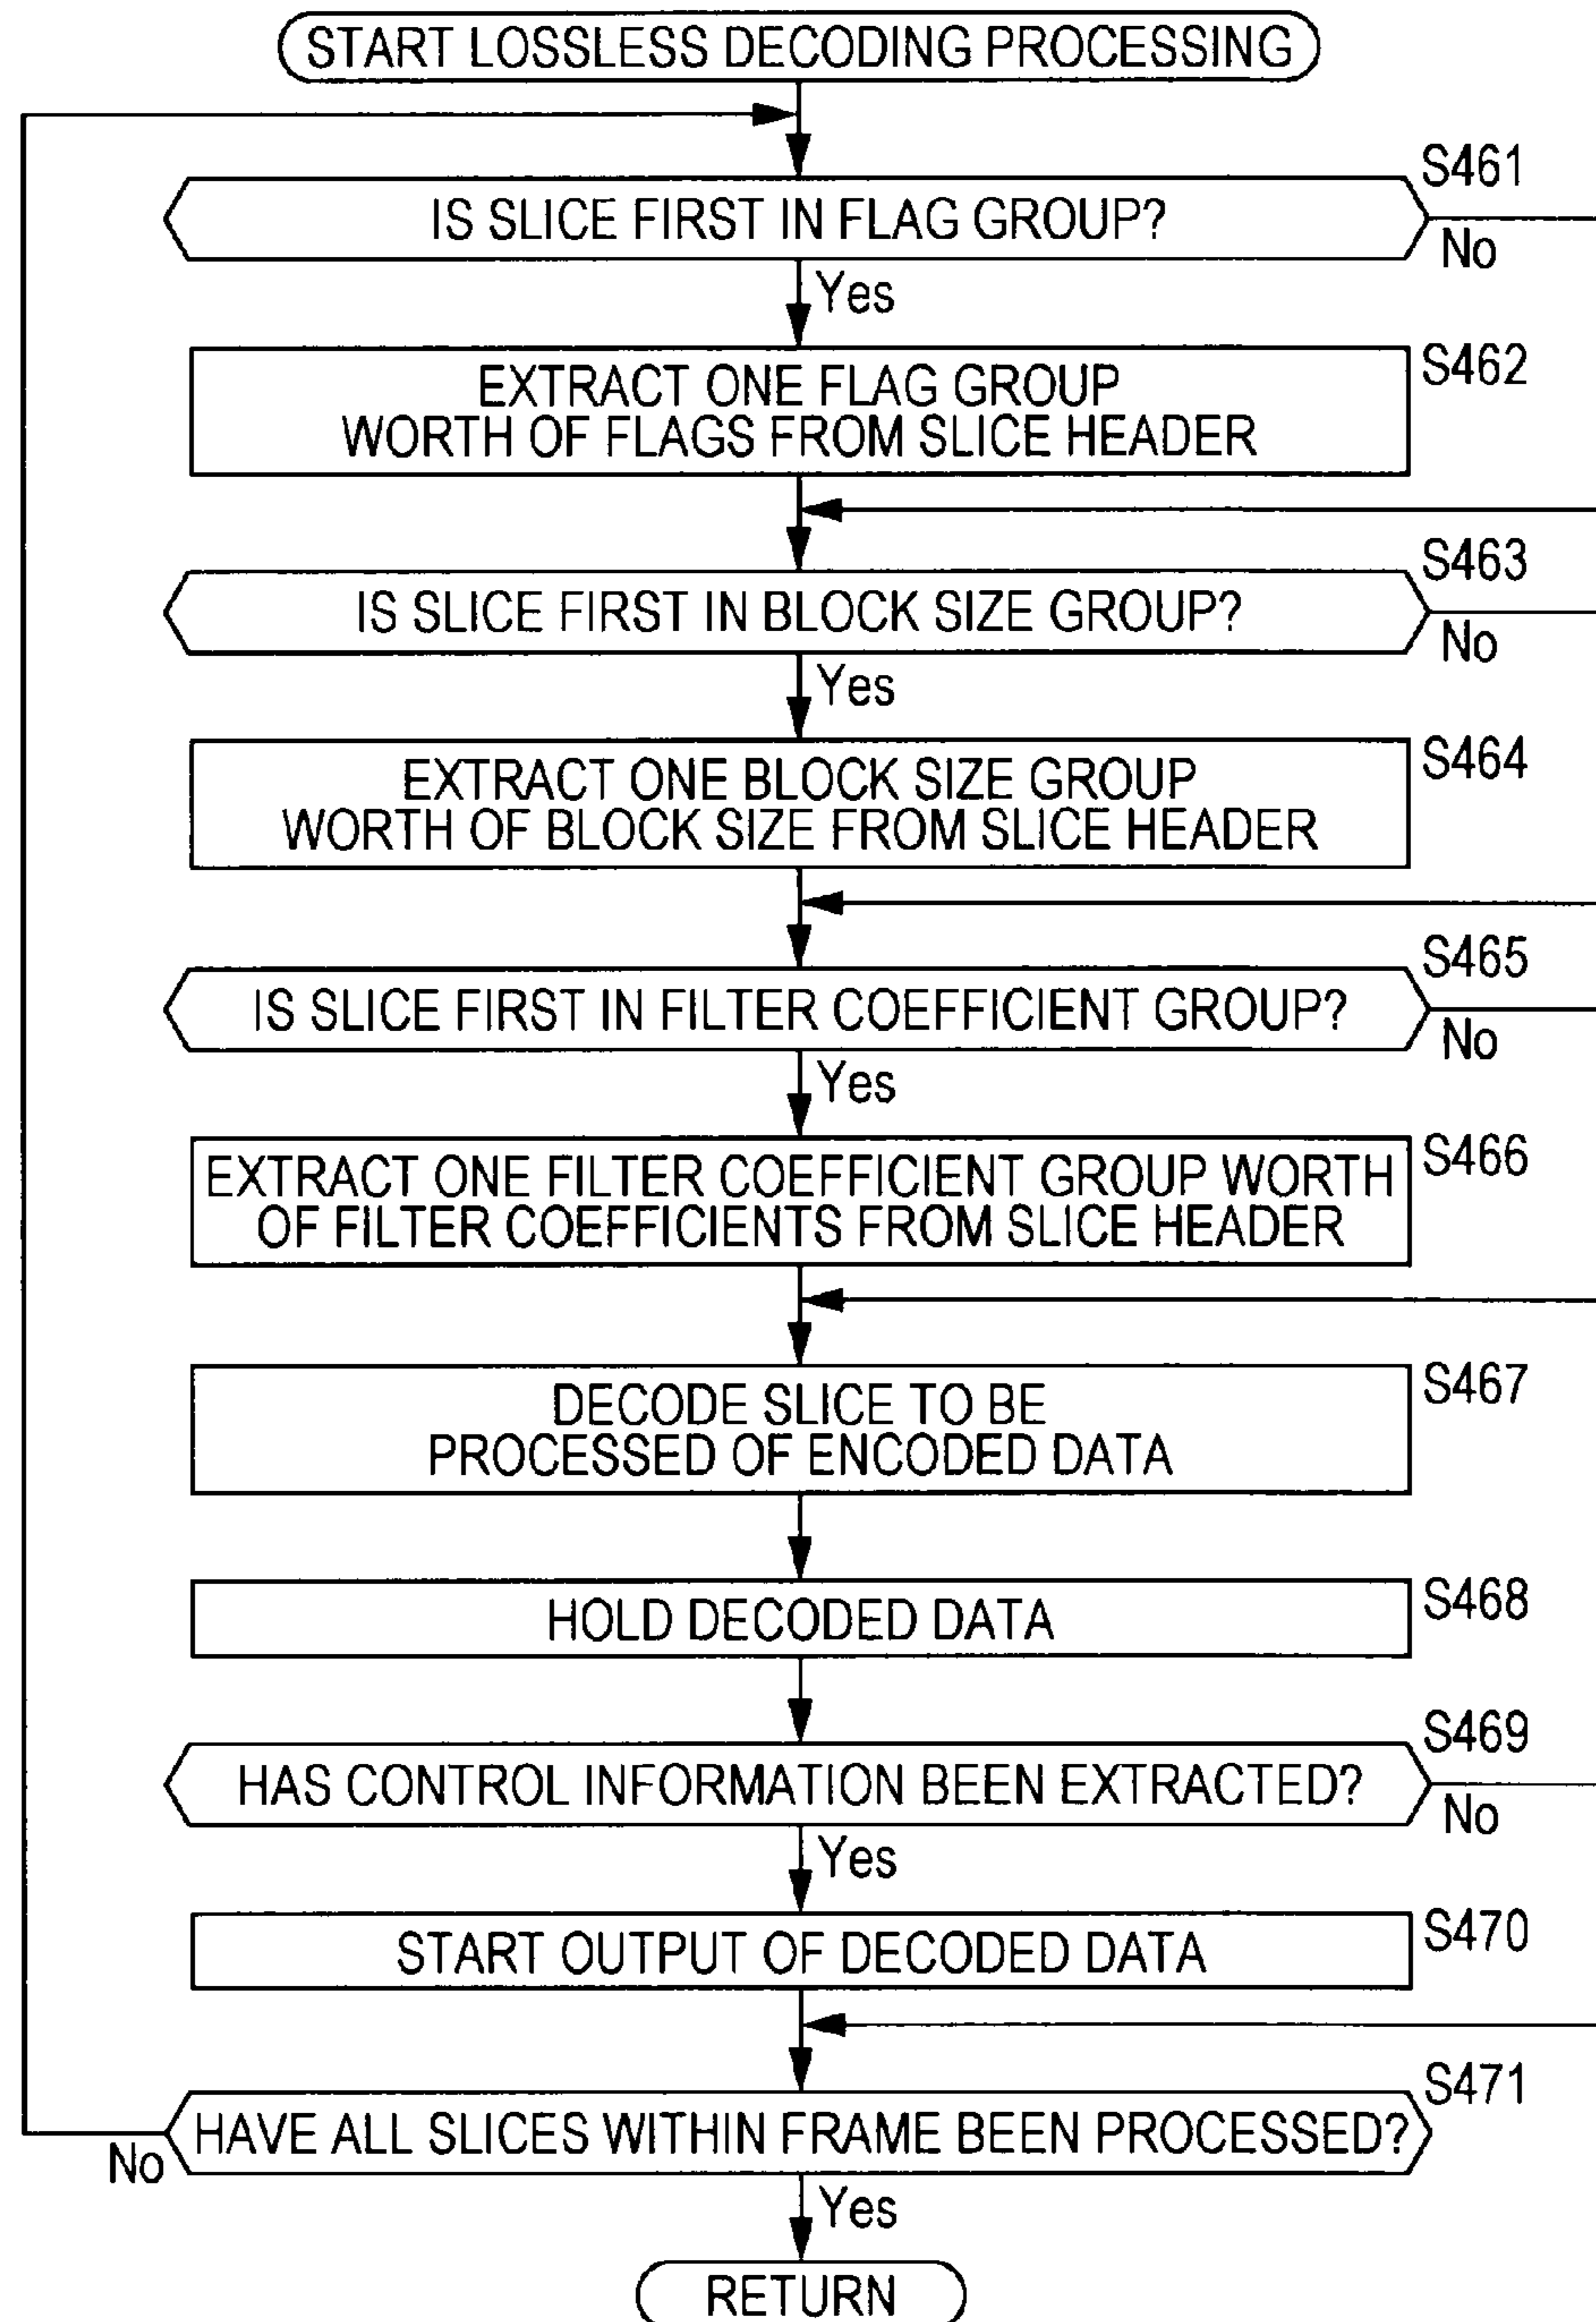 START LOSSLESS DECODING PROCESSING
S461
IS SLICE FIRST IN FLAG GROUP?
No
Yes
S462
EXTRACT ONE FLAG GROUP
WORTH OF FLAGS FROM SLICE HEADER
S463
IS SLICE FIRST IN BLOCK SIZE GROUP?
No
Yes
S464
EXTRACT ONE BLOCK SIZE GROUP
WORTH OF BLOCK SIZE FROM SLICE HEADER
S465
IS SLICE FIRST IN FILTER COEFFICIENT GROUP?
No
Yes
S466
EXTRACT ONE FILTER COEFFICIENT GROUP WORTH
OF FILTER COEFFICIENTS FROM SLICE HEADER
S467
DECODE SLICE TO BE
PROCESSED OF ENCODED DATA
S468
HOLD DECODED DATA
S469
HAS CONTROL INFORMATION BEEN EXTRACTED?
No
Yes
S470
START OUTPUT OF DECODED DATA
S471
HAVE ALL SLICES WITHIN FRAME BEEN PROCESSED?
No
Yes
RETURN